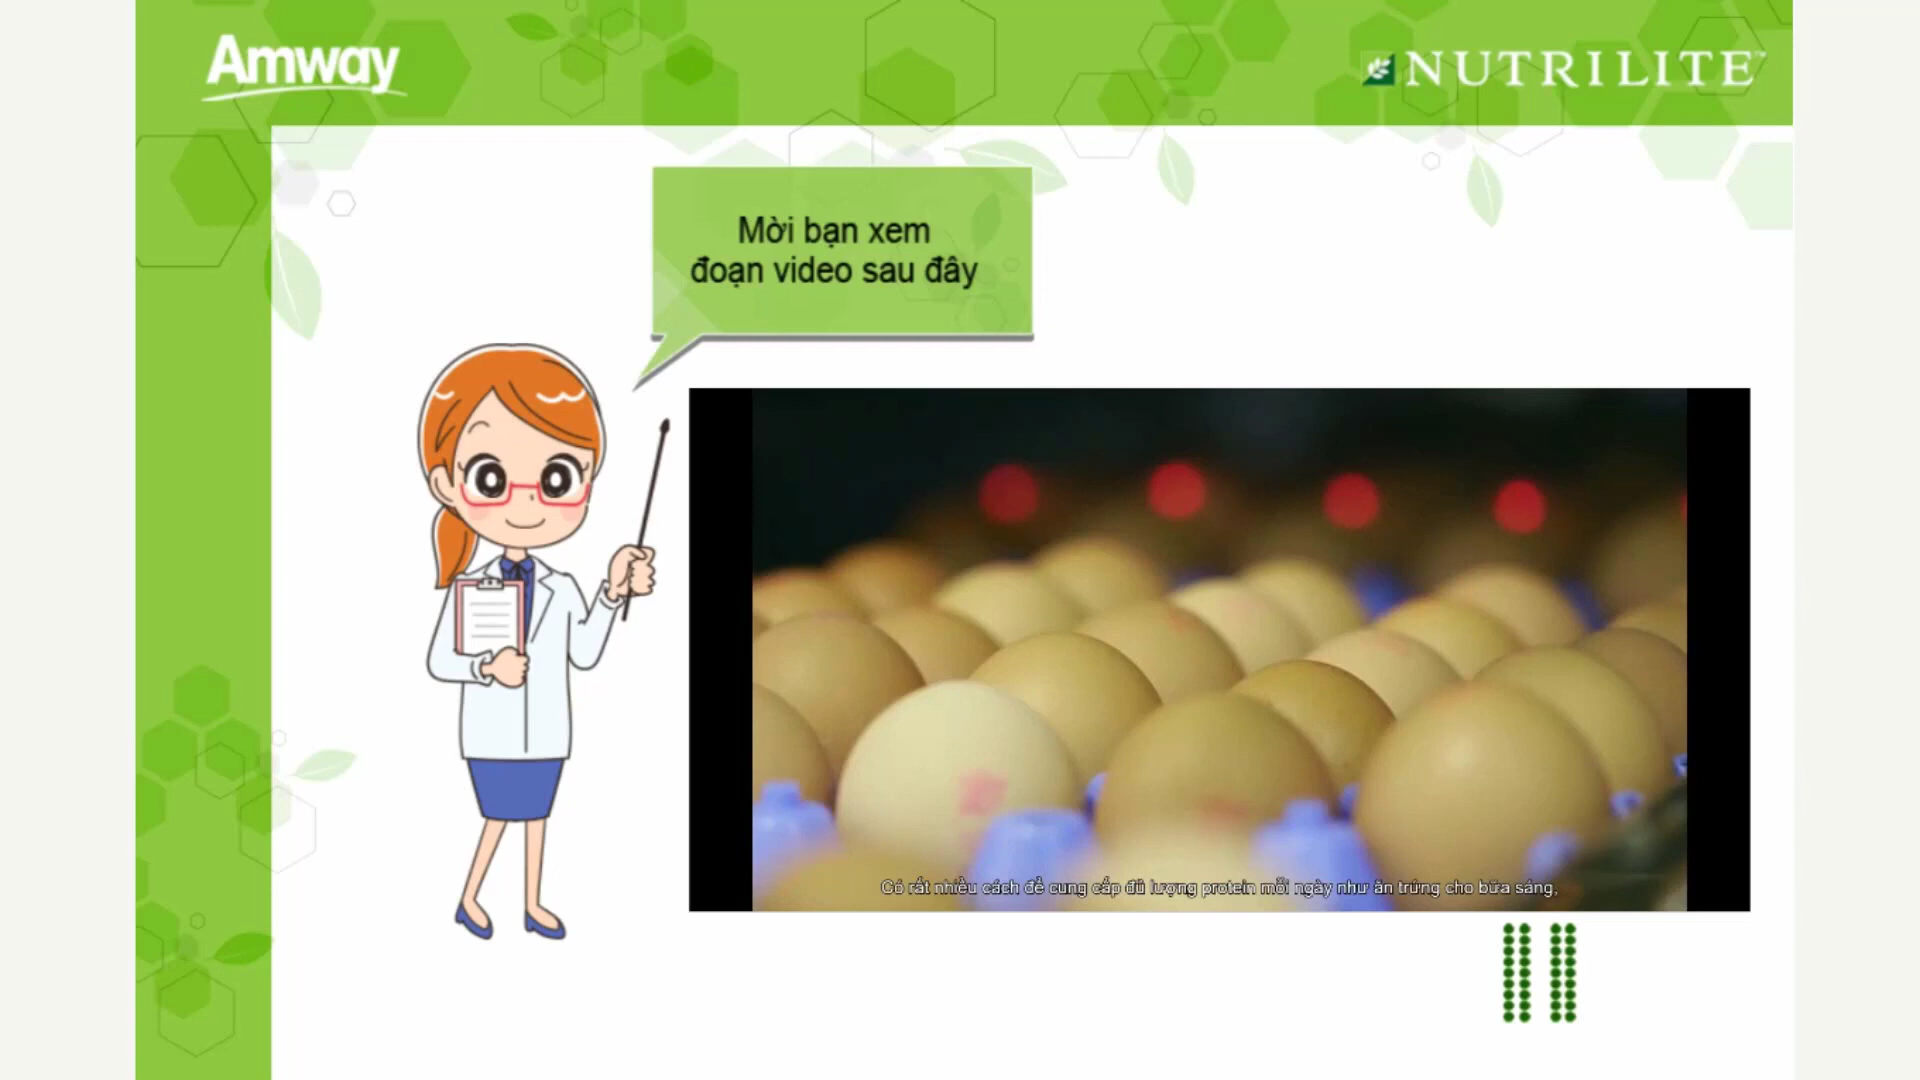 Amway
NUTRILITE™
Mời bạn xem
đoạn video sau đây
Có rất nhiều cách để cung cấp đủ lượng protein mỗi ngày như ăn trứng cho bữa sáng,